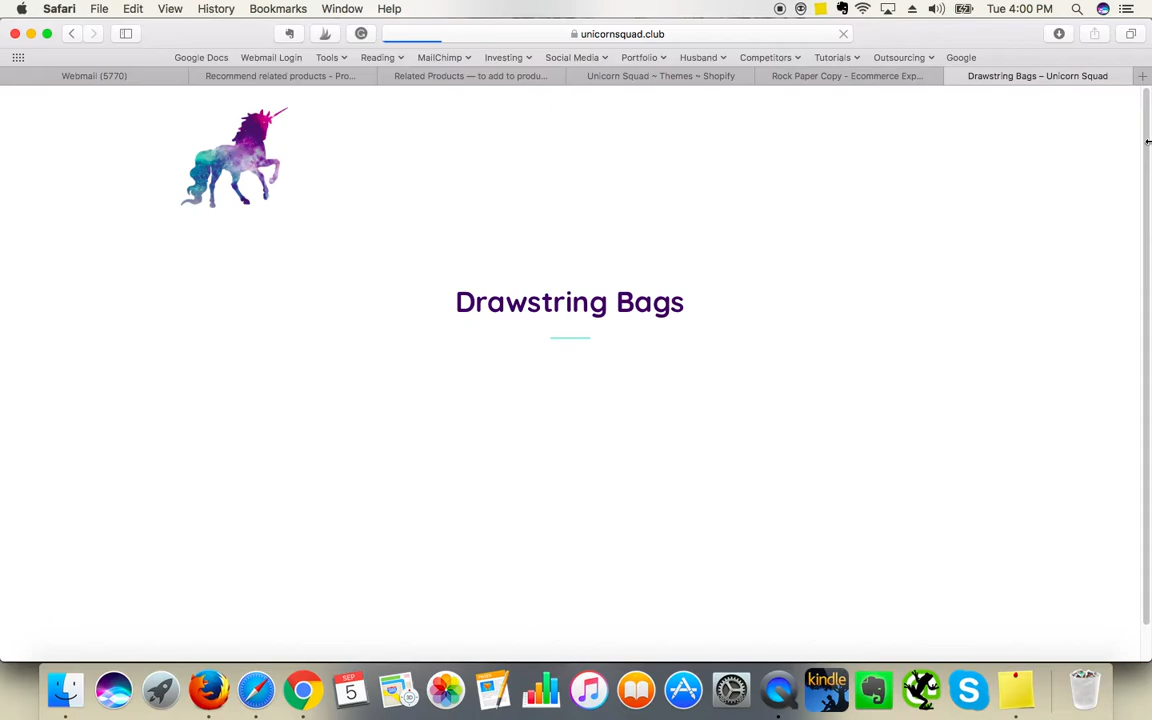 Safari File Edit View History Bookmarks Window Help Tue 4:00 PM
unicornsquad.club
Google Docs Webmail Login Tools Reading MailChimp Investing Social Media Portfolio Husband Competitors Tutorials Outsourcing Google
Webmail (5770) Recommend related products - Pro... Related Products — to add to produ... Unicorn Squad ~ Themes ~ Shopify Rock Paper Copy - Ecommerce Exp... Drawstring Bags – Unicorn Squad
Drawstring Bags
SEP
5
kindle